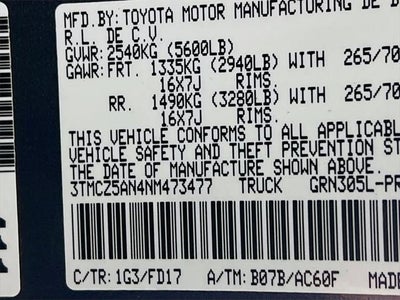 MFD.BY:TOYOTA MOTOR MANUFACTURING DE B
R.L. DE C.V.
GVWR: 2540KG (5600LB)
GAWR: FRT. 1335KG (2940LB) WITH 265/70
16X7J RIMS.
RR. 1490KG (3280LB) WITH 265/70
16X7J RIMS.
THIS VEHICLE CONFORMS TO ALL APPLICABL
VEHICLE SAFETY AND THEFT PREVENTION ST
THE DATE OF MANUFACTURE SHOWN ABOVE.
3TMCZ5AN4NM473477 TRUCK GRN305L-PR
C/TR: 1G3/FD17 A/TM: B07B/AC60F MADE